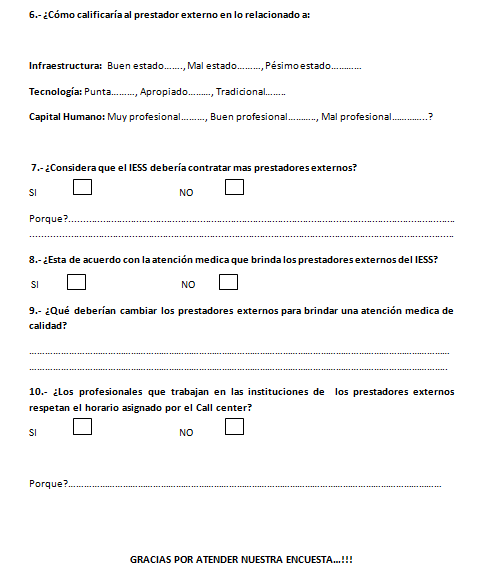 6.- ¿Cómo calificaría al prestador externo en lo relacionado a:
Infraestructura: Buen estado......., Mal estado........., Pésimo estado............
Tecnología: Punta........., Apropiado........., Tradicional........
Capital Humano: Muy profesional........., Buen profesional..........., Mal profesional..............?
7.- ¿Considera que el IESS debería contratar mas prestadores externos?
SI NO
Porque?..................................................................................................................................
..............................................................................................................................................
8.- ¿Esta de acuerdo con la atención medica que brinda los prestadores externos del IESS?
SI NO
9.- ¿Qué deberían cambiar los prestadores externos para brindar una atención medica de
calidad?
..............................................................................................................................................
..............................................................................................................................................
10.- ¿Los profesionales que trabajan en las instituciones de los prestadores externos
respetan el horario asignado por el Call center?
SI NO
Porque?..............................................................................................................................
GRACIAS POR ATENDER NUESTRA ENCUESTA...!!!